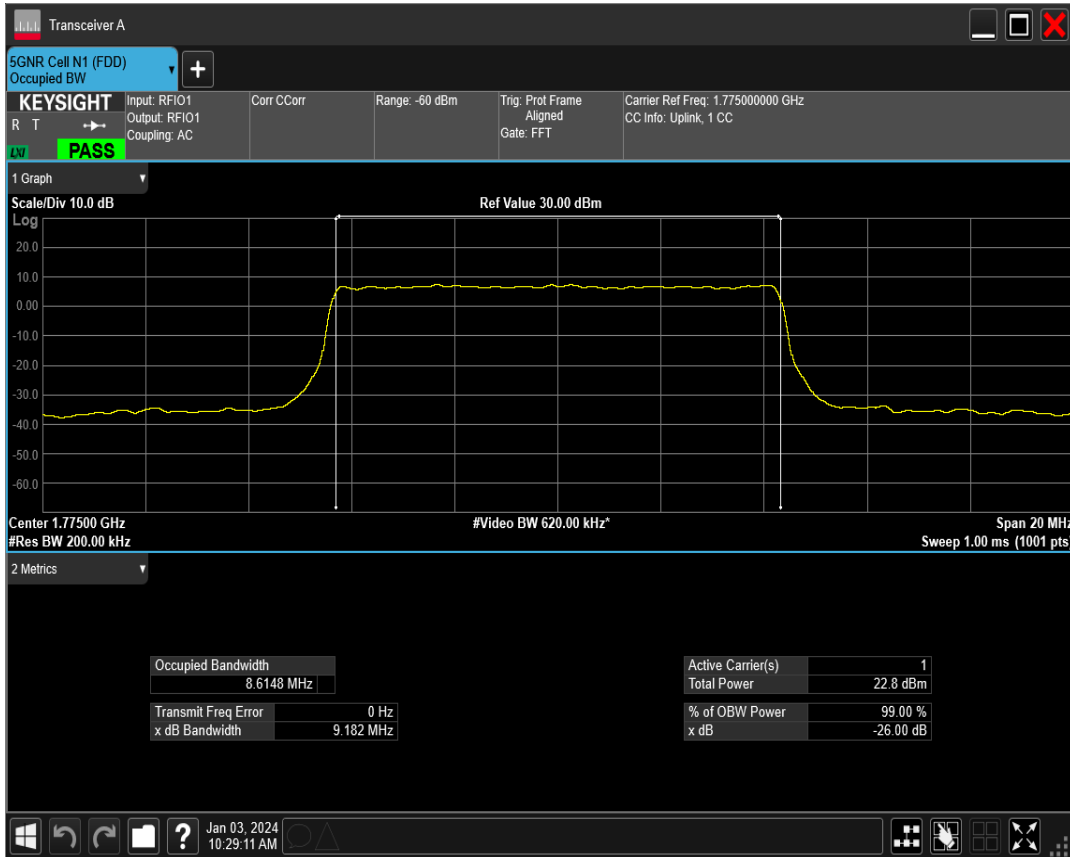 Transceiver A
5GNR Cell N1 (FDD)
Occupied BW
+
KEYSIGHT
R T
LXI
PASS
Input: RFIO1
Output: RFIO1
Coupling: AC
Corr CCorr
Range: -60 dBm
Trig: Prot Frame
Aligned
Gate: FFT
Carrier Ref Freq: 1.775000000 GHz
CC Info: Uplink, 1 CC
1 Graph
Scale/Div 10.0 dB
Ref Value 30.00 dBm
Log
20.0
10.0
0.00
-10.0
-20.0
-30.0
-40.0
-50.0
-60.0
Center 1.77500 GHz
#Video BW 620.00 kHz*
Span 20 MHz
#Res BW 200.00 kHz
Sweep 1.00 ms (1001 pts)
2 Metrics
Occupied Bandwidth
8.6148 MHz
Transmit Freq Error 0 Hz
x dB Bandwidth 9.182 MHz
Active Carrier(s) 1
Total Power 22.8 dBm
% of OBW Power 99.00 %
x dB -26.00 dB
?
Jan 03, 2024
10:29:11 AM